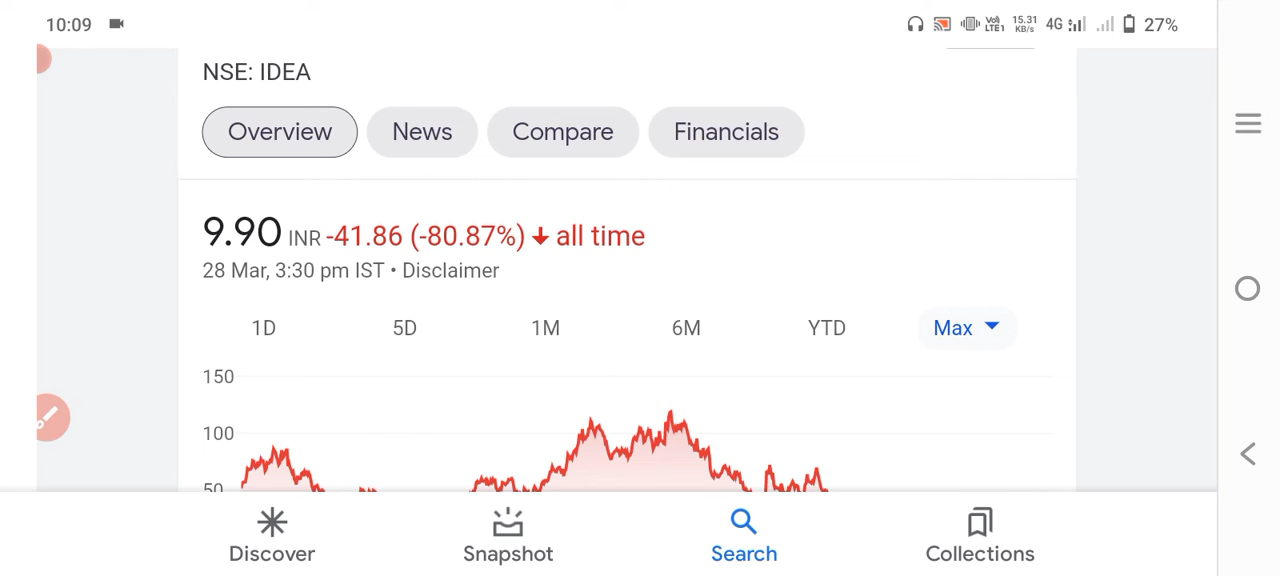 10:09 Vo) LTE1 15.31 KB/s 4G 27%
NSE: IDEA
Overview News Compare Financials
9.90 INR -41.86 (-80.87%) ↓ all time
28 Mar, 3:30 pm IST • Disclaimer
1D 5D 1M 6M YTD Max
150
100
50
Discover Snapshot Search Collections